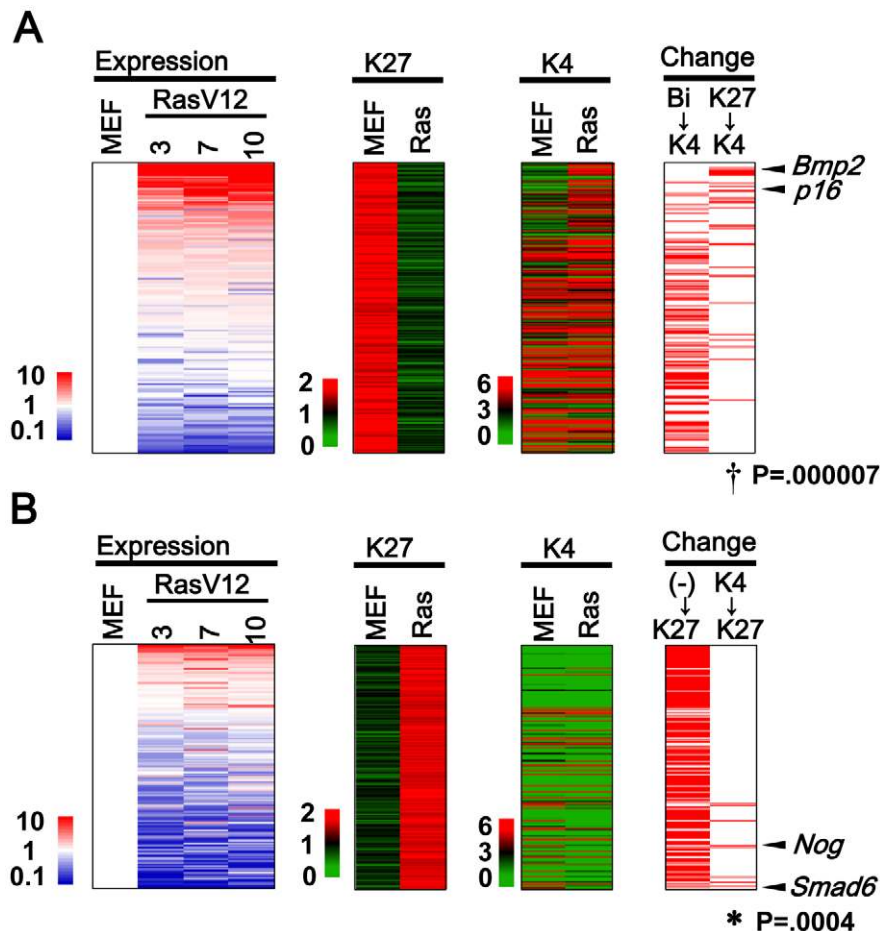 A
Expression
K27
K4
Change
RasV12
Bi K27
↓ ↓
K4 K4
MEF
3
7
10
MEF
Ras
MEF
Ras
Bmp2
p16
10
1
0.1
2
1
0
6
3
0
† P=.000007
B
Expression
K27
K4
Change
RasV12
(-) K4
↓ ↓
K27 K27
MEF
3
7
10
MEF
Ras
MEF
Ras
10
1
0.1
2
1
0
6
3
0
Nog
Smad6
* P=.0004